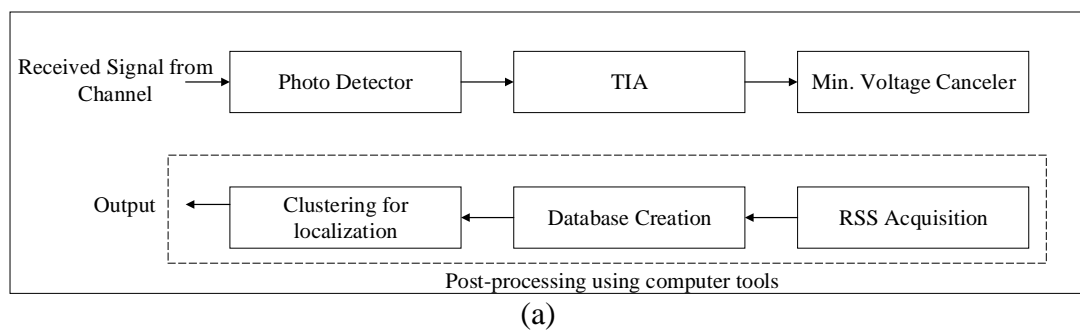 Received Signal from
Channel
Photo Detector
TIA
Min. Voltage Canceler
Output
Clustering for
localization
Database Creation
RSS Acquisition
Post-processing using computer tools
(a)